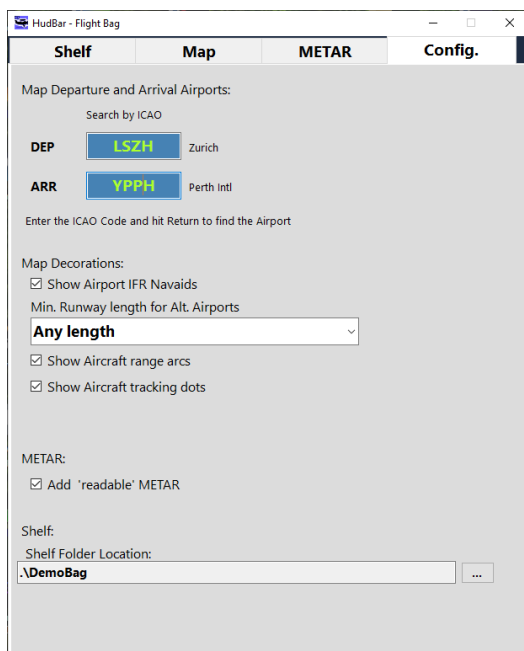 HudBar - Flight Bag
Shelf Map METAR Config.
Map Departure and Arrival Airports:
Search by ICAO
DEP LSZH Zurich
ARR YPPH Perth Intl
Enter the ICAO Code and hit Return to find the Airport
Map Decorations:
Show Airport IFR Navaids
Min. Runway length for Alt. Airports
Any length
Show Aircraft range arcs
Show Aircraft tracking dots
METAR:
Add 'readable' METAR
Shelf:
Shelf Folder Location:
.\DemoBag ...